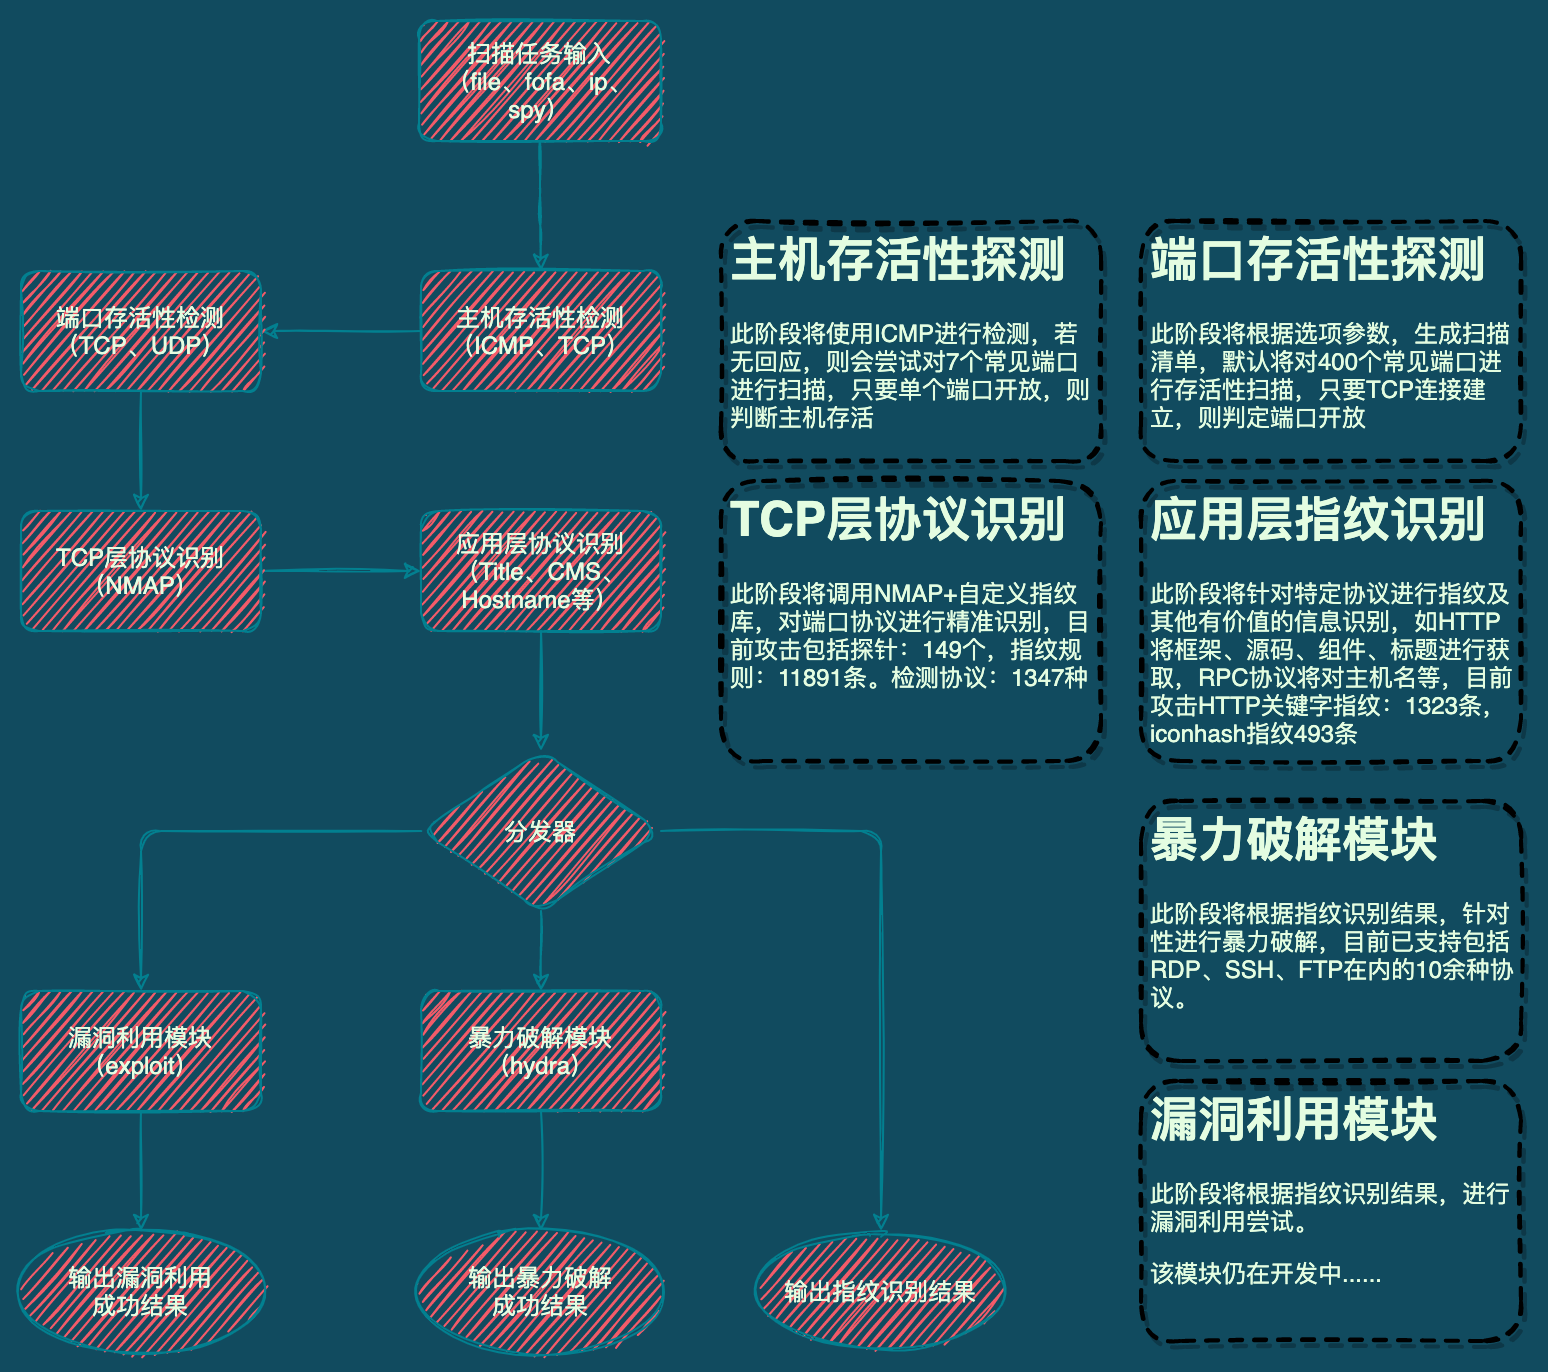 扫描任务输入
（file、fofa、ip、
spy）
端口存活性检测
（TCP、UDP）
主机存活性检测
（ICMP、TCP）
TCP层协议识别
（NMAP）
应用层协议识别
（Title、CMS、
Hostname等）
分发器
漏洞利用模块
（exploit）
暴力破解模块
（hydra）
输出漏洞利用
成功结果
输出暴力破解
成功结果
输出指纹识别结果
主机存活性探测
此阶段将使用ICMP进行检测，若
无回应，则会尝试对7个常见端口
进行扫描，只要单个端口开放，则
判断主机存活
端口存活性探测
此阶段将根据选项参数，生成扫描
清单，默认将对400个常见端口进
行存活性扫描，只要TCP连接建
立，则判定端口开放
TCP层协议识别
此阶段将调用NMAP+自定义指纹
库，对端口协议进行精准识别，目
前攻击包括探针：149个，指纹规
则：11891条。检测协议：1347种
应用层指纹识别
此阶段将针对特定协议进行指纹及
其他有价值的信息识别，如HTTP
将框架、源码、组件、标题进行获
取，RPC协议将对主机名等，目前
攻击HTTP关键字指纹：1323条，
iconhash指纹493条
暴力破解模块
此阶段将根据指纹识别结果，针对
性进行暴力破解，目前已支持包括
RDP、SSH、FTP在内的10余种协
议。
漏洞利用模块
此阶段将根据指纹识别结果，进行
漏洞利用尝试。
该模块仍在开发中......